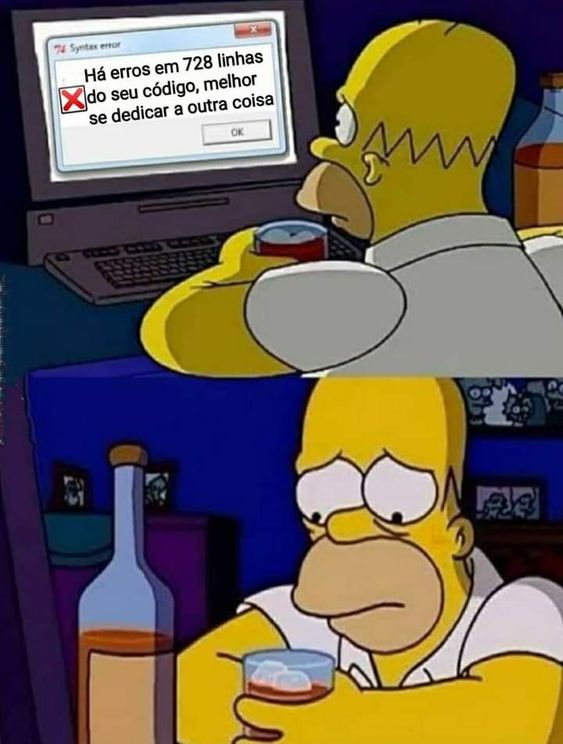 Syntax error
Há erros em 728 linhas
do seu código, melhor
se dedicar a outra coisa
OK